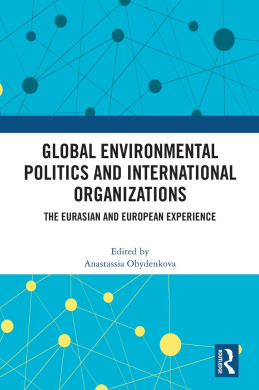 GLOBAL ENVIRONMENTAL
POLITICS AND INTERNATIONAL
ORGANIZATIONS
THE EURASIAN AND EUROPEAN EXPERIENCE
Edited by
Anastassia Obydenkova
ROUTLEDGE